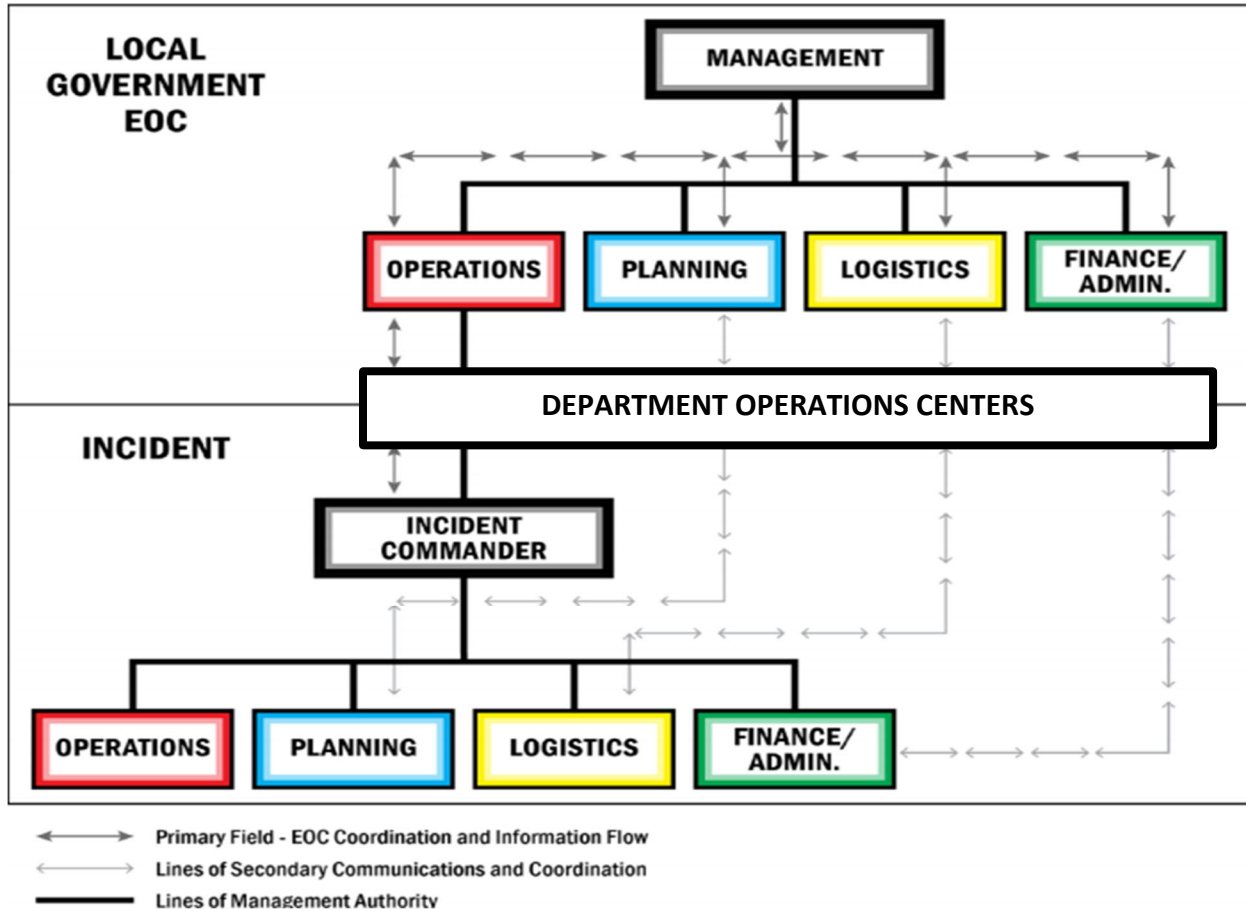 LOCAL
GOVERNMENT
EOC
MANAGEMENT
OPERATIONS
PLANNING
LOGISTICS
FINANCE/
ADMIN.
DEPARTMENT OPERATIONS CENTERS
INCIDENT
INCIDENT
COMMANDER
OPERATIONS
PLANNING
LOGISTICS
FINANCE/
ADMIN.
Primary Field - EOC Coordination and Information Flow
Lines of Secondary Communications and Coordination
Lines of Management Authority